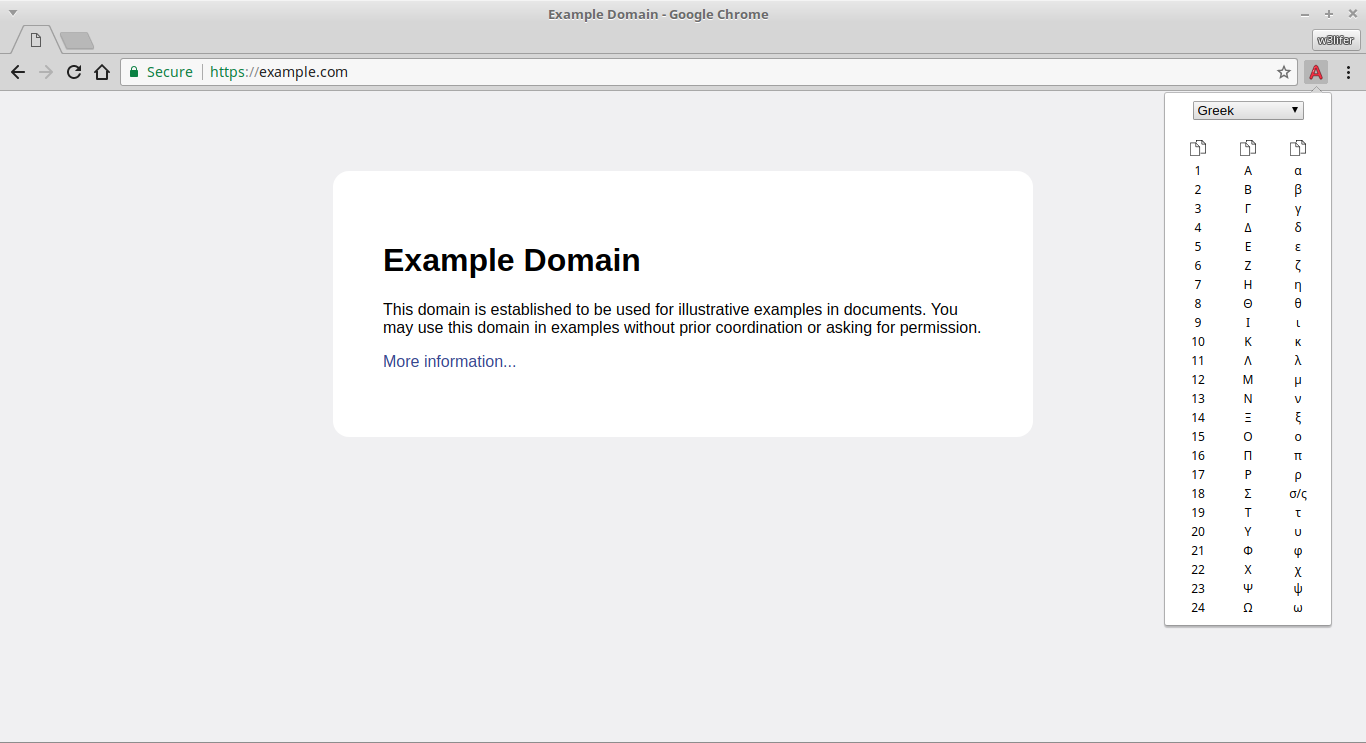 Example Domain - Google Chrome
w3lifer
Secure https://example.com
Greek
1 Α α
2 Β β
3 Γ γ
4 Δ δ
5 Ε ε
6 Ζ ζ
7 Η η
8 Θ θ
9 Ι ι
10 Κ κ
11 Λ λ
12 Μ μ
13 Ν ν
14 Ξ ξ
15 Ο ο
16 Π π
17 Ρ ρ
18 Σ σ/ς
19 Τ τ
20 Υ υ
21 Φ φ
22 Χ χ
23 Ψ ψ
24 Ω ω
Example Domain
This domain is established to be used for illustrative examples in documents. You
may use this domain in examples without prior coordination or asking for permission.
More information...